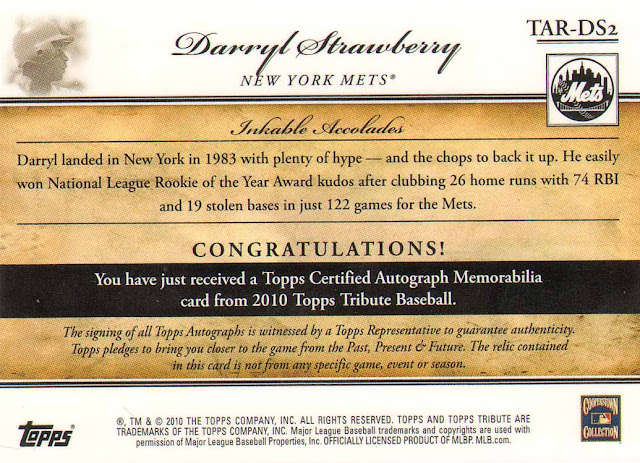 Darryl Strawberry
NEW YORK METS®
TAR-DS2
Mets
Inkable Accolades
Darryl landed in New York in 1983 with plenty of hype — and the chops to back it up. He easily
won National League Rookie of the Year Award kudos after clubbing 26 home runs with 74 RBI
and 19 stolen bases in just 122 games for the Mets.
CONGRATULATIONS!
You have just received a Topps Certified Autograph Memorabilia
card from 2010 Topps Tribute Baseball.
The signing of all Topps Autographs is witnessed by a Topps Representative to guarantee authenticity.
Topps pledges to bring you closer to the game from the Past, Present & Future. The relic contained
in this card is not from any specific game, event or season.
Topps
®, TM & © 2010 THE TOPPS COMPANY, INC. ALL RIGHTS RESERVED. TOPPS AND TOPPS TRIBUTE ARE
TRADEMARKS OF THE TOPPS COMPANY, INC. Major League Baseball trademarks and copyrights are used with
permission of Major League Baseball Properties, Inc. OFFICIALLY LICENSED PRODUCT OF MLBP. MLB.com.
COOPERSTOWN
COLLECTION